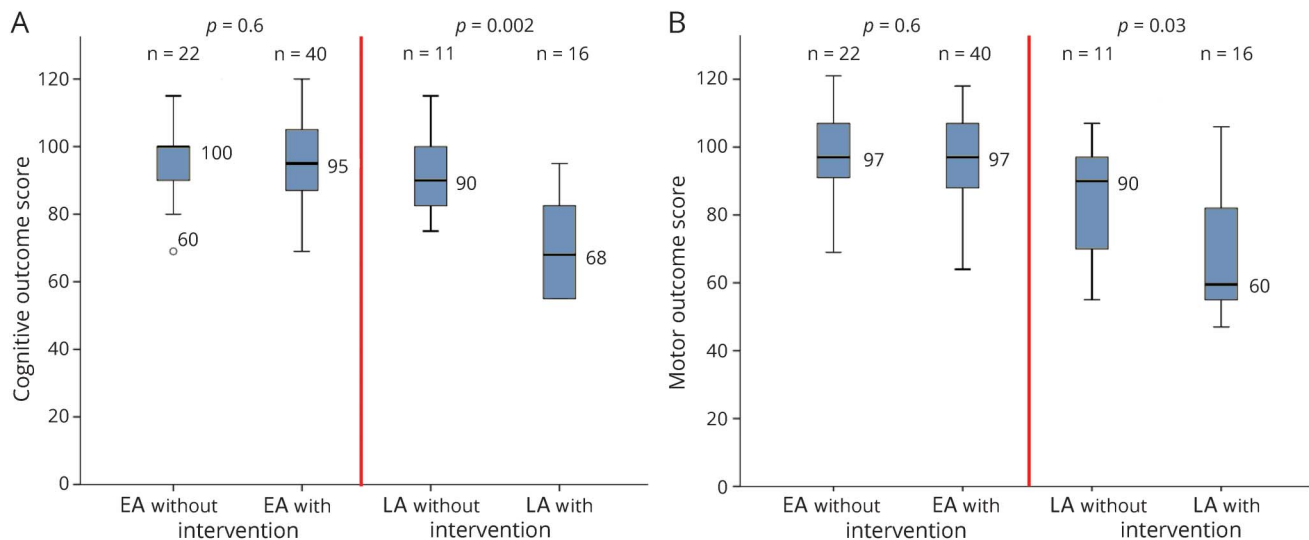 A
p = 0.6
p = 0.002
n = 22
n = 40
n = 11
n = 16
Cognitive outcome score
120
100
80
60
40
20
0
100
60
95
90
68
EA without
EA with
LA without
LA with
intervention
intervention
B
p = 0.6
p = 0.03
n = 22
n = 40
n = 11
n = 16
Motor outcome score
120
100
80
60
40
20
0
97
97
90
60
EA without
EA with
LA without
LA with
intervention
intervention